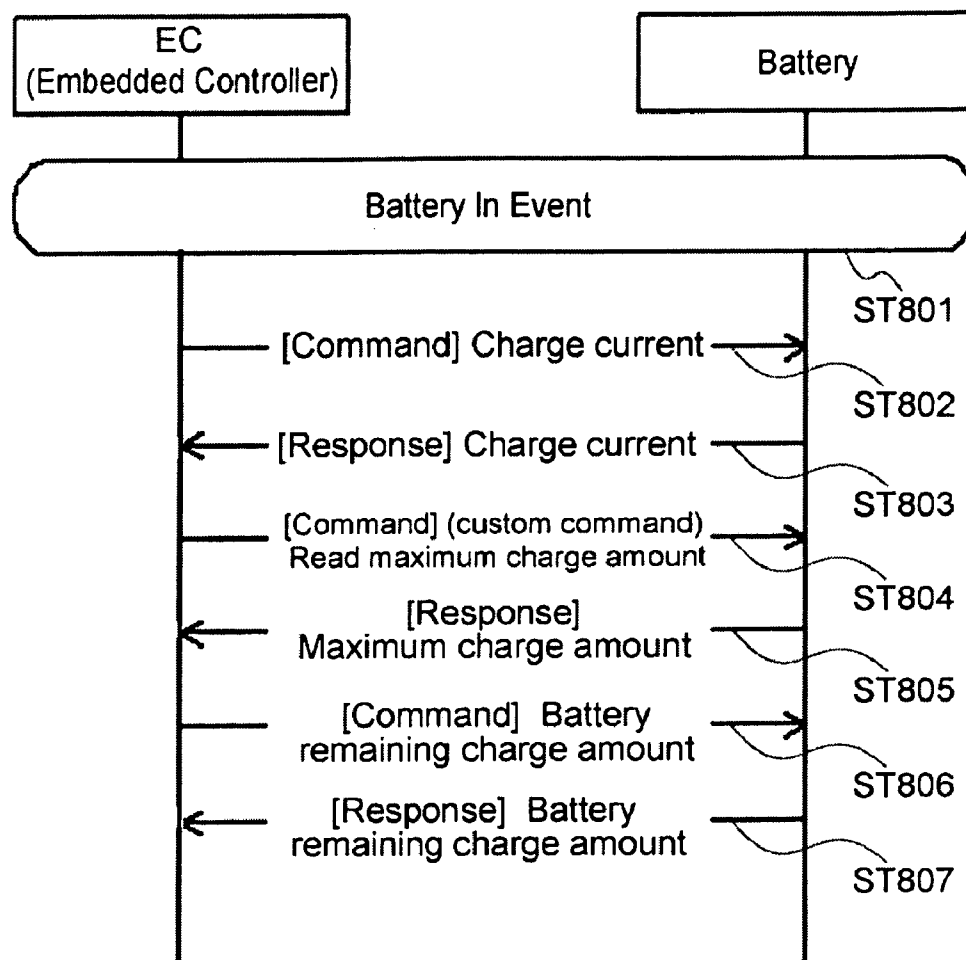 EC
(Embedded Controller)
Battery
Battery In Event
ST801
[Command] Charge current
ST802
[Response] Charge current
ST803
[Command] (custom command)
Read maximum charge amount
ST804
[Response]
Maximum charge amount
ST805
[Command] Battery
remaining charge amount
ST806
[Response] Battery
remaining charge amount
ST807